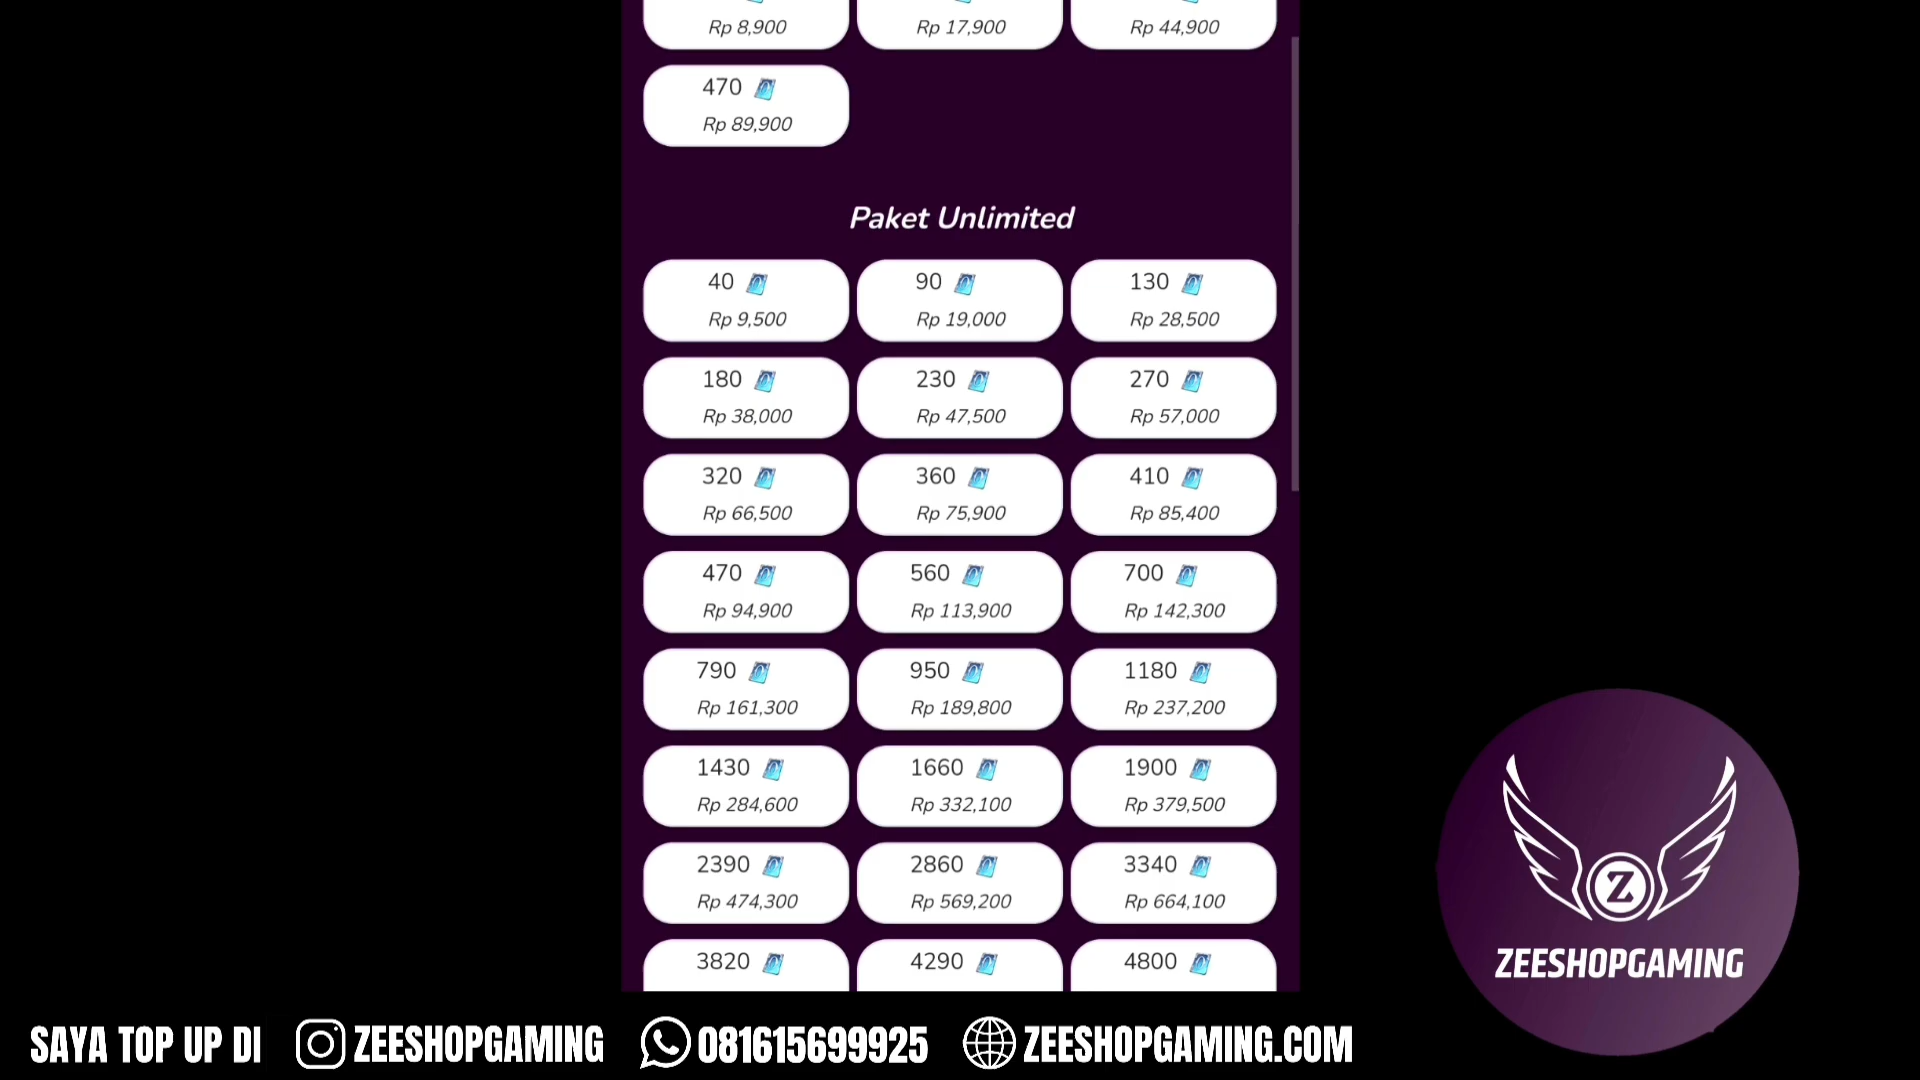 Rp 8,900
Rp 17,900
Rp 44,900
470
Rp 89,900
Paket Unlimited
40
Rp 9,500
90
Rp 19,000
130
Rp 28,500
180
Rp 38,000
230
Rp 47,500
270
Rp 57,000
320
Rp 66,500
360
Rp 75,900
410
Rp 85,400
470
Rp 94,900
560
Rp 113,900
700
Rp 142,300
790
Rp 161,300
950
Rp 189,800
1180
Rp 237,200
1430
Rp 284,600
1660
Rp 332,100
1900
Rp 379,500
2390
Rp 474,300
2860
Rp 569,200
3340
Rp 664,100
3820
4290
4800
Z
ZEESHOPGAMING
SAYA TOP UP DI ZEESHOPGAMING 081615699925 ZEESHOPGAMING.COM